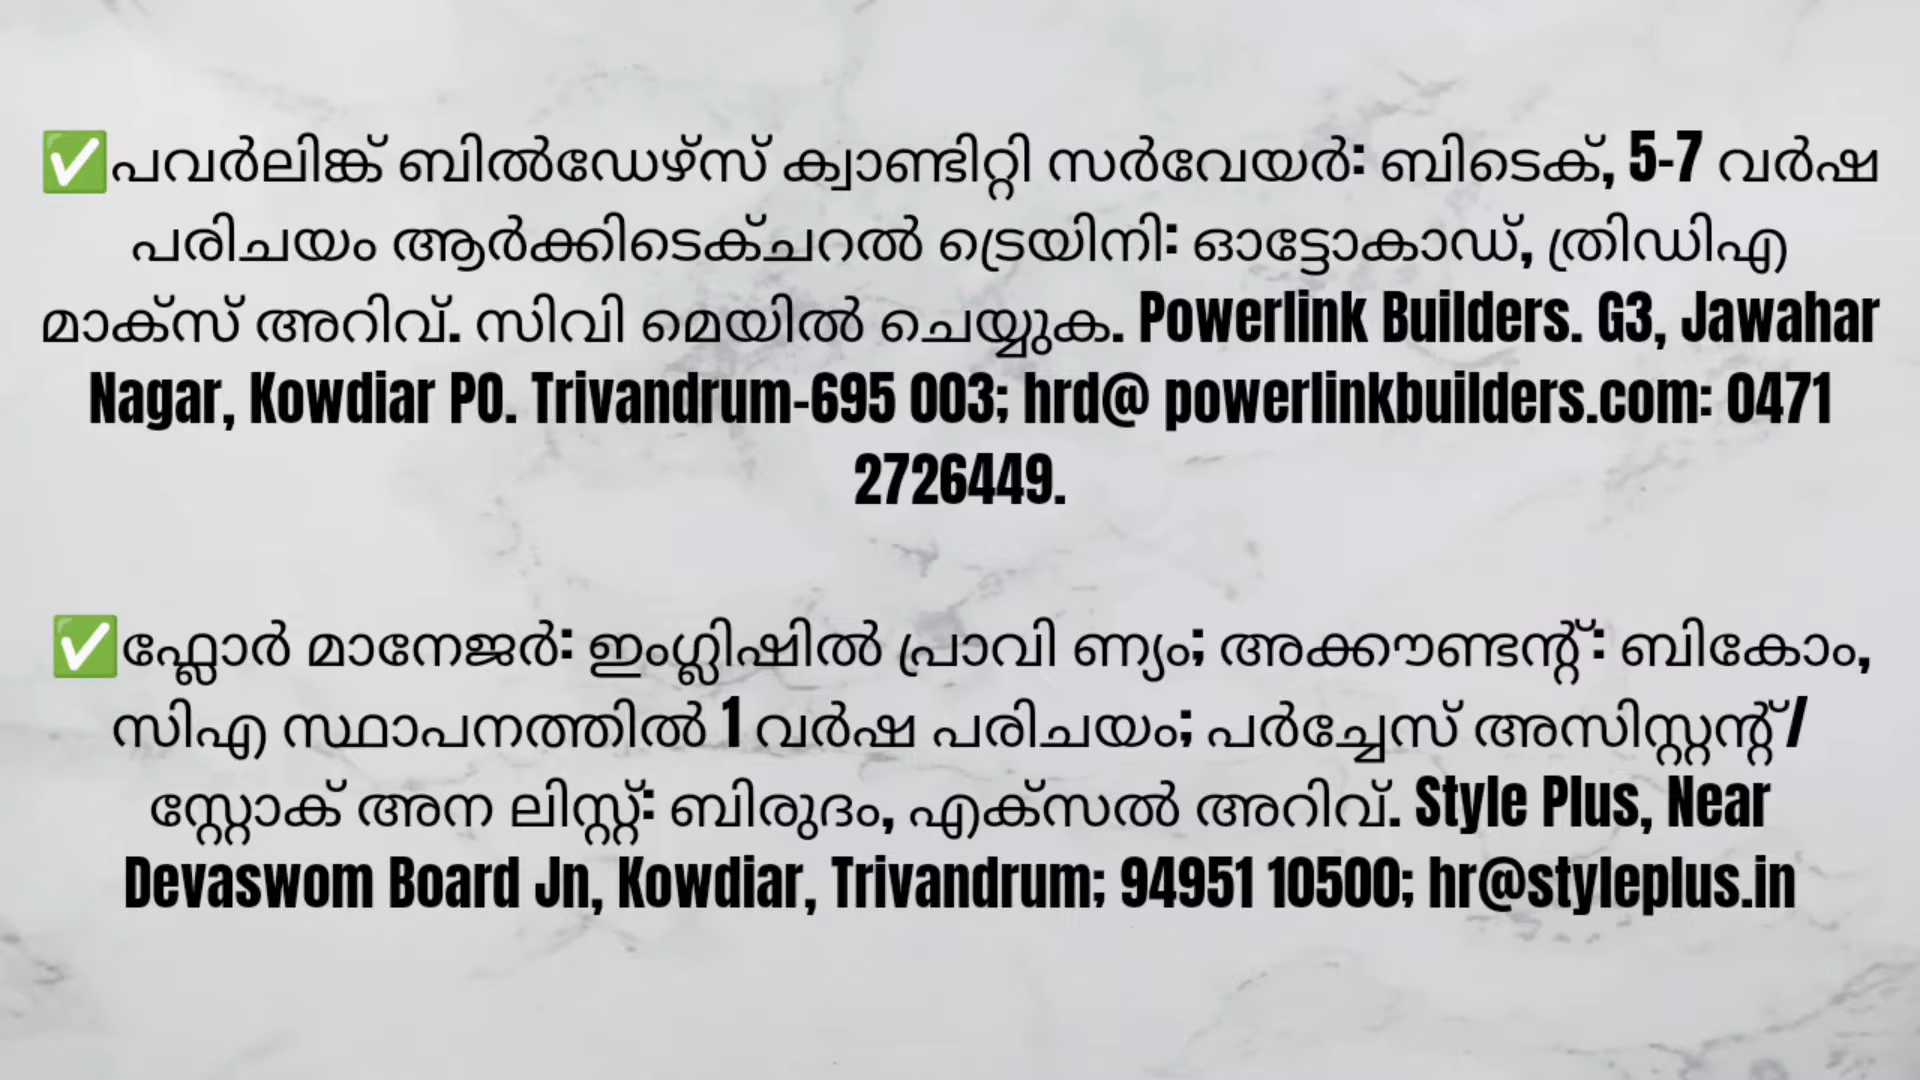 ✅പവർലിങ്ക് ബിൽഡേഴ്സ് ക്വാണ്ടിറ്റി സർവേയർ: ബിടെക്, 5-7 വർഷ
പരിചയം ആർക്കിടെക്ചറൽ ട്രെയിനി: ഓട്ടോകാഡ്, ത്രിഡിഎ
മാക്സ് അറിവ്. സിവി മെയിൽ ചെയ്യുക. Powerlink Builders. G3, Jawahar
Nagar, Kowdiar PO. Trivandrum-695 003; hrd@ powerlinkbuilders.com: 0471
2726449.
✅ഫ്ലോർ മാനേജർ: ഇംഗ്ലിഷിൽ പ്രാവി ണ്യം; അക്കൗണ്ടന്റ്: ബികോം,
സിഎ സ്ഥാപനത്തിൽ 1 വർഷ പരിചയം; പർച്ചേസ് അസിസ്റ്റന്റ്/
സ്റ്റോക് അന ലിസ്റ്റ്: ബിരുദം, എക്സൽ അറിവ്. Style Plus, Near
Devaswom Board Jn, Kowdiar, Trivandrum; 94951 10500; hr@styleplus.in